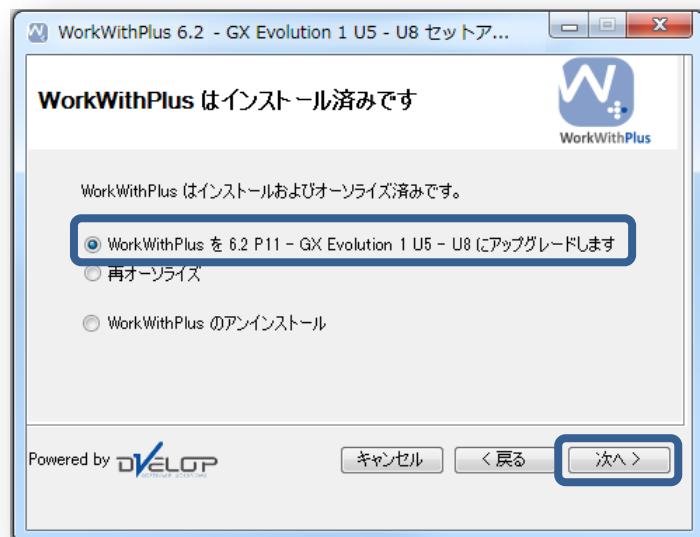 WorkWithPlus 6.2 - GX Evolution 1 U5 - U8 セットア...
WorkWithPlus はインストール済みです
WorkWithPlus
WorkWithPlus はインストールおよびオーソライズ済みです。
WorkWithPlus を 6.2 P11 - GX Evolution 1 U5 - U8 にアップグレードします
再オーソライズ
WorkWithPlus のアンインストール
Powered by DVELOP
SOFTWARE SOLUTIONS
キャンセル
< 戻る
次へ >